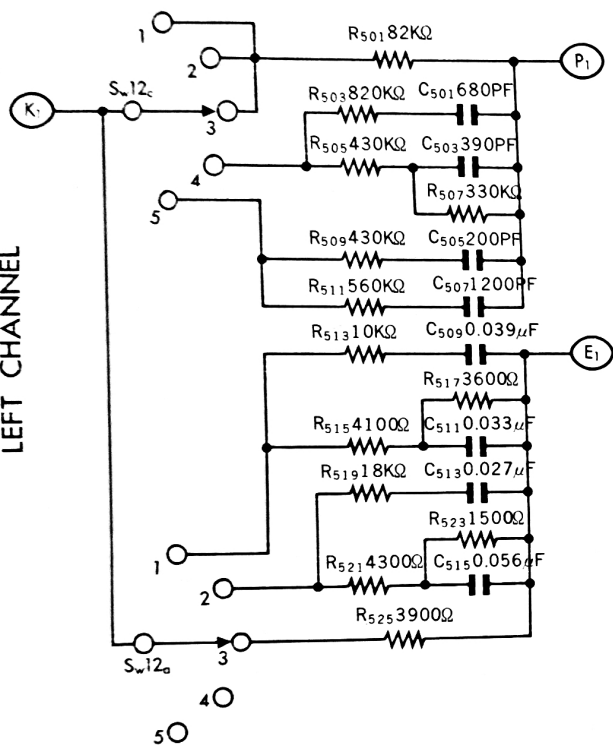 1
R501 82KΩ
2
P1
K1
Sw12c
3
R503 820KΩ
C501 680PF
R505 430KΩ
C503 390PF
4
R507 330KΩ
5
R509 430KΩ
C505 200PF
R511 560KΩ
C507 1200PF
LEFT CHANNEL
R513 10KΩ
C509 0.039μF
E1
R517 3600Ω
R515 4100Ω
C511 0.033μF
R519 18KΩ
C513 0.027μF
R523 1500Ω
1
R521 4300Ω
C515 0.056μF
2
R525 3900Ω
Sw12a
3
4
5